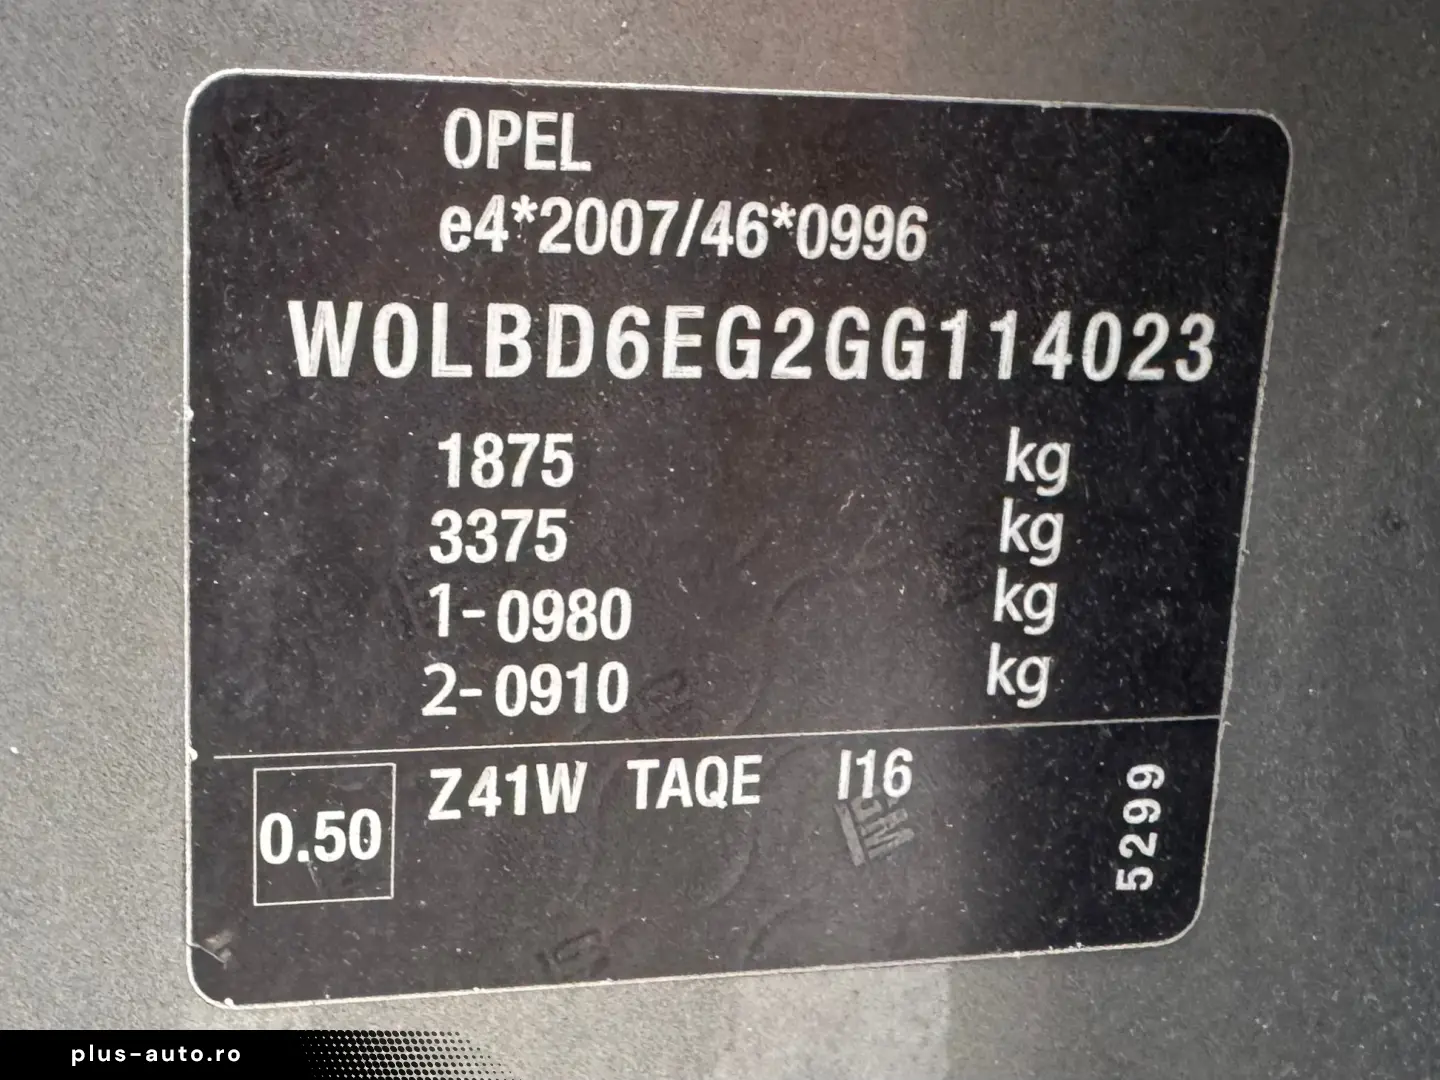 OPEL
e4*2007/46*0996
W0LBD6EG2GG114023
1875 kg
3375 kg
1-0980 kg
2-0910 kg
0.50 Z41W TAQE I16
5299
GM
plus-auto.ro